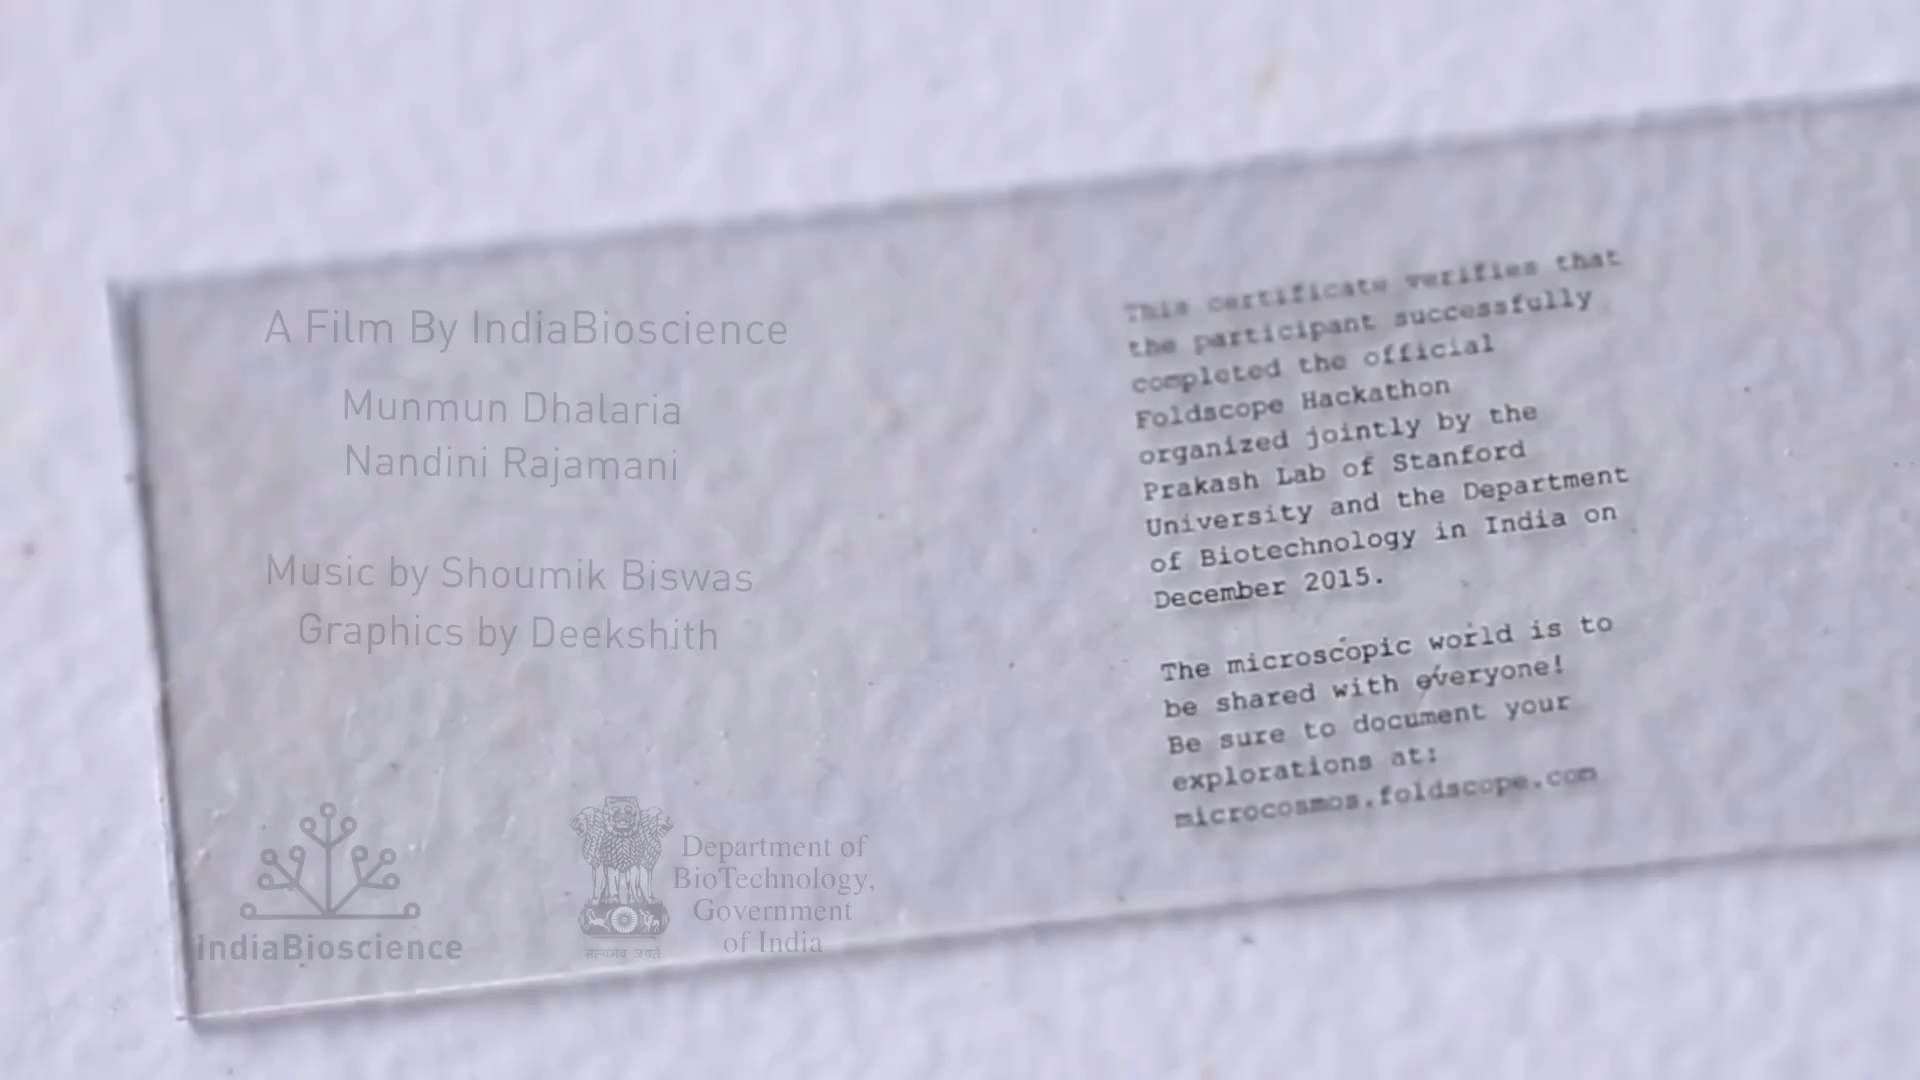 A Film By IndiaBioscience
Munmun Dhalaria
Nandini Rajamani
Music by Shoumik Biswas
Graphics by Deekshith
indiaBioscience
सत्यमेव जयते
Department of
BioTechnology,
Government
of India
This certificate verifies that
the participant successfully
completed the official
Foldscope Hackathon
organized jointly by the
Prakash Lab of Stanford
University and the Department
of Biotechnology in India on
December 2015.
The microscopic world is to
be shared with everyone!
Be sure to document your
explorations at:
microcosmos.foldscope.com